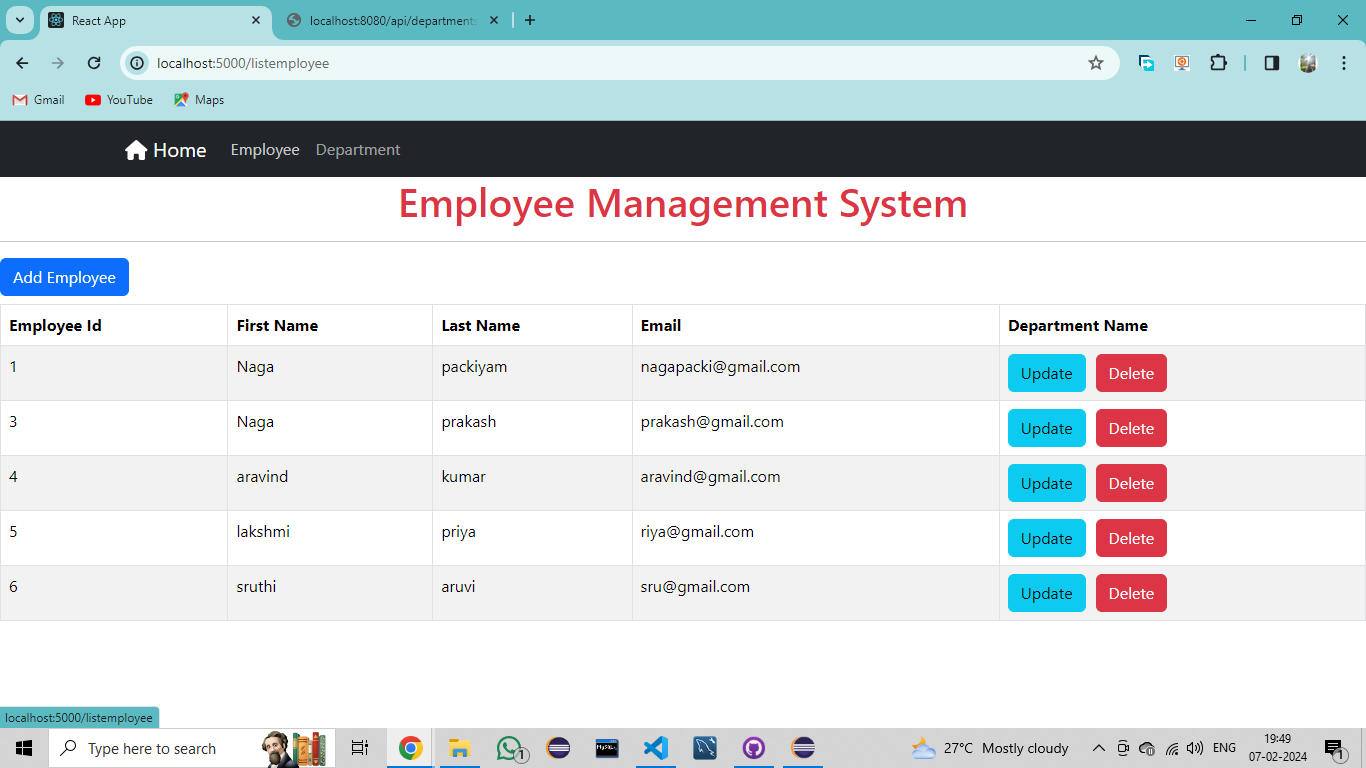 React App
localhost:8080/api/departments
localhost:5000/listemployee
Gmail YouTube Maps
Home Employee Department
Employee Management System
Add Employee
Employee Id First Name Last Name Email Department Name
1 Naga packiyam nagapacki@gmail.com Update Delete
3 Naga prakash prakash@gmail.com Update Delete
4 aravind kumar aravind@gmail.com Update Delete
5 lakshmi priya riya@gmail.com Update Delete
6 sruthi aruvi sru@gmail.com Update Delete
localhost:5000/listemployee
Type here to search
1
MySQL
27°C Mostly cloudy
ENG
19:49
07-02-2024
1